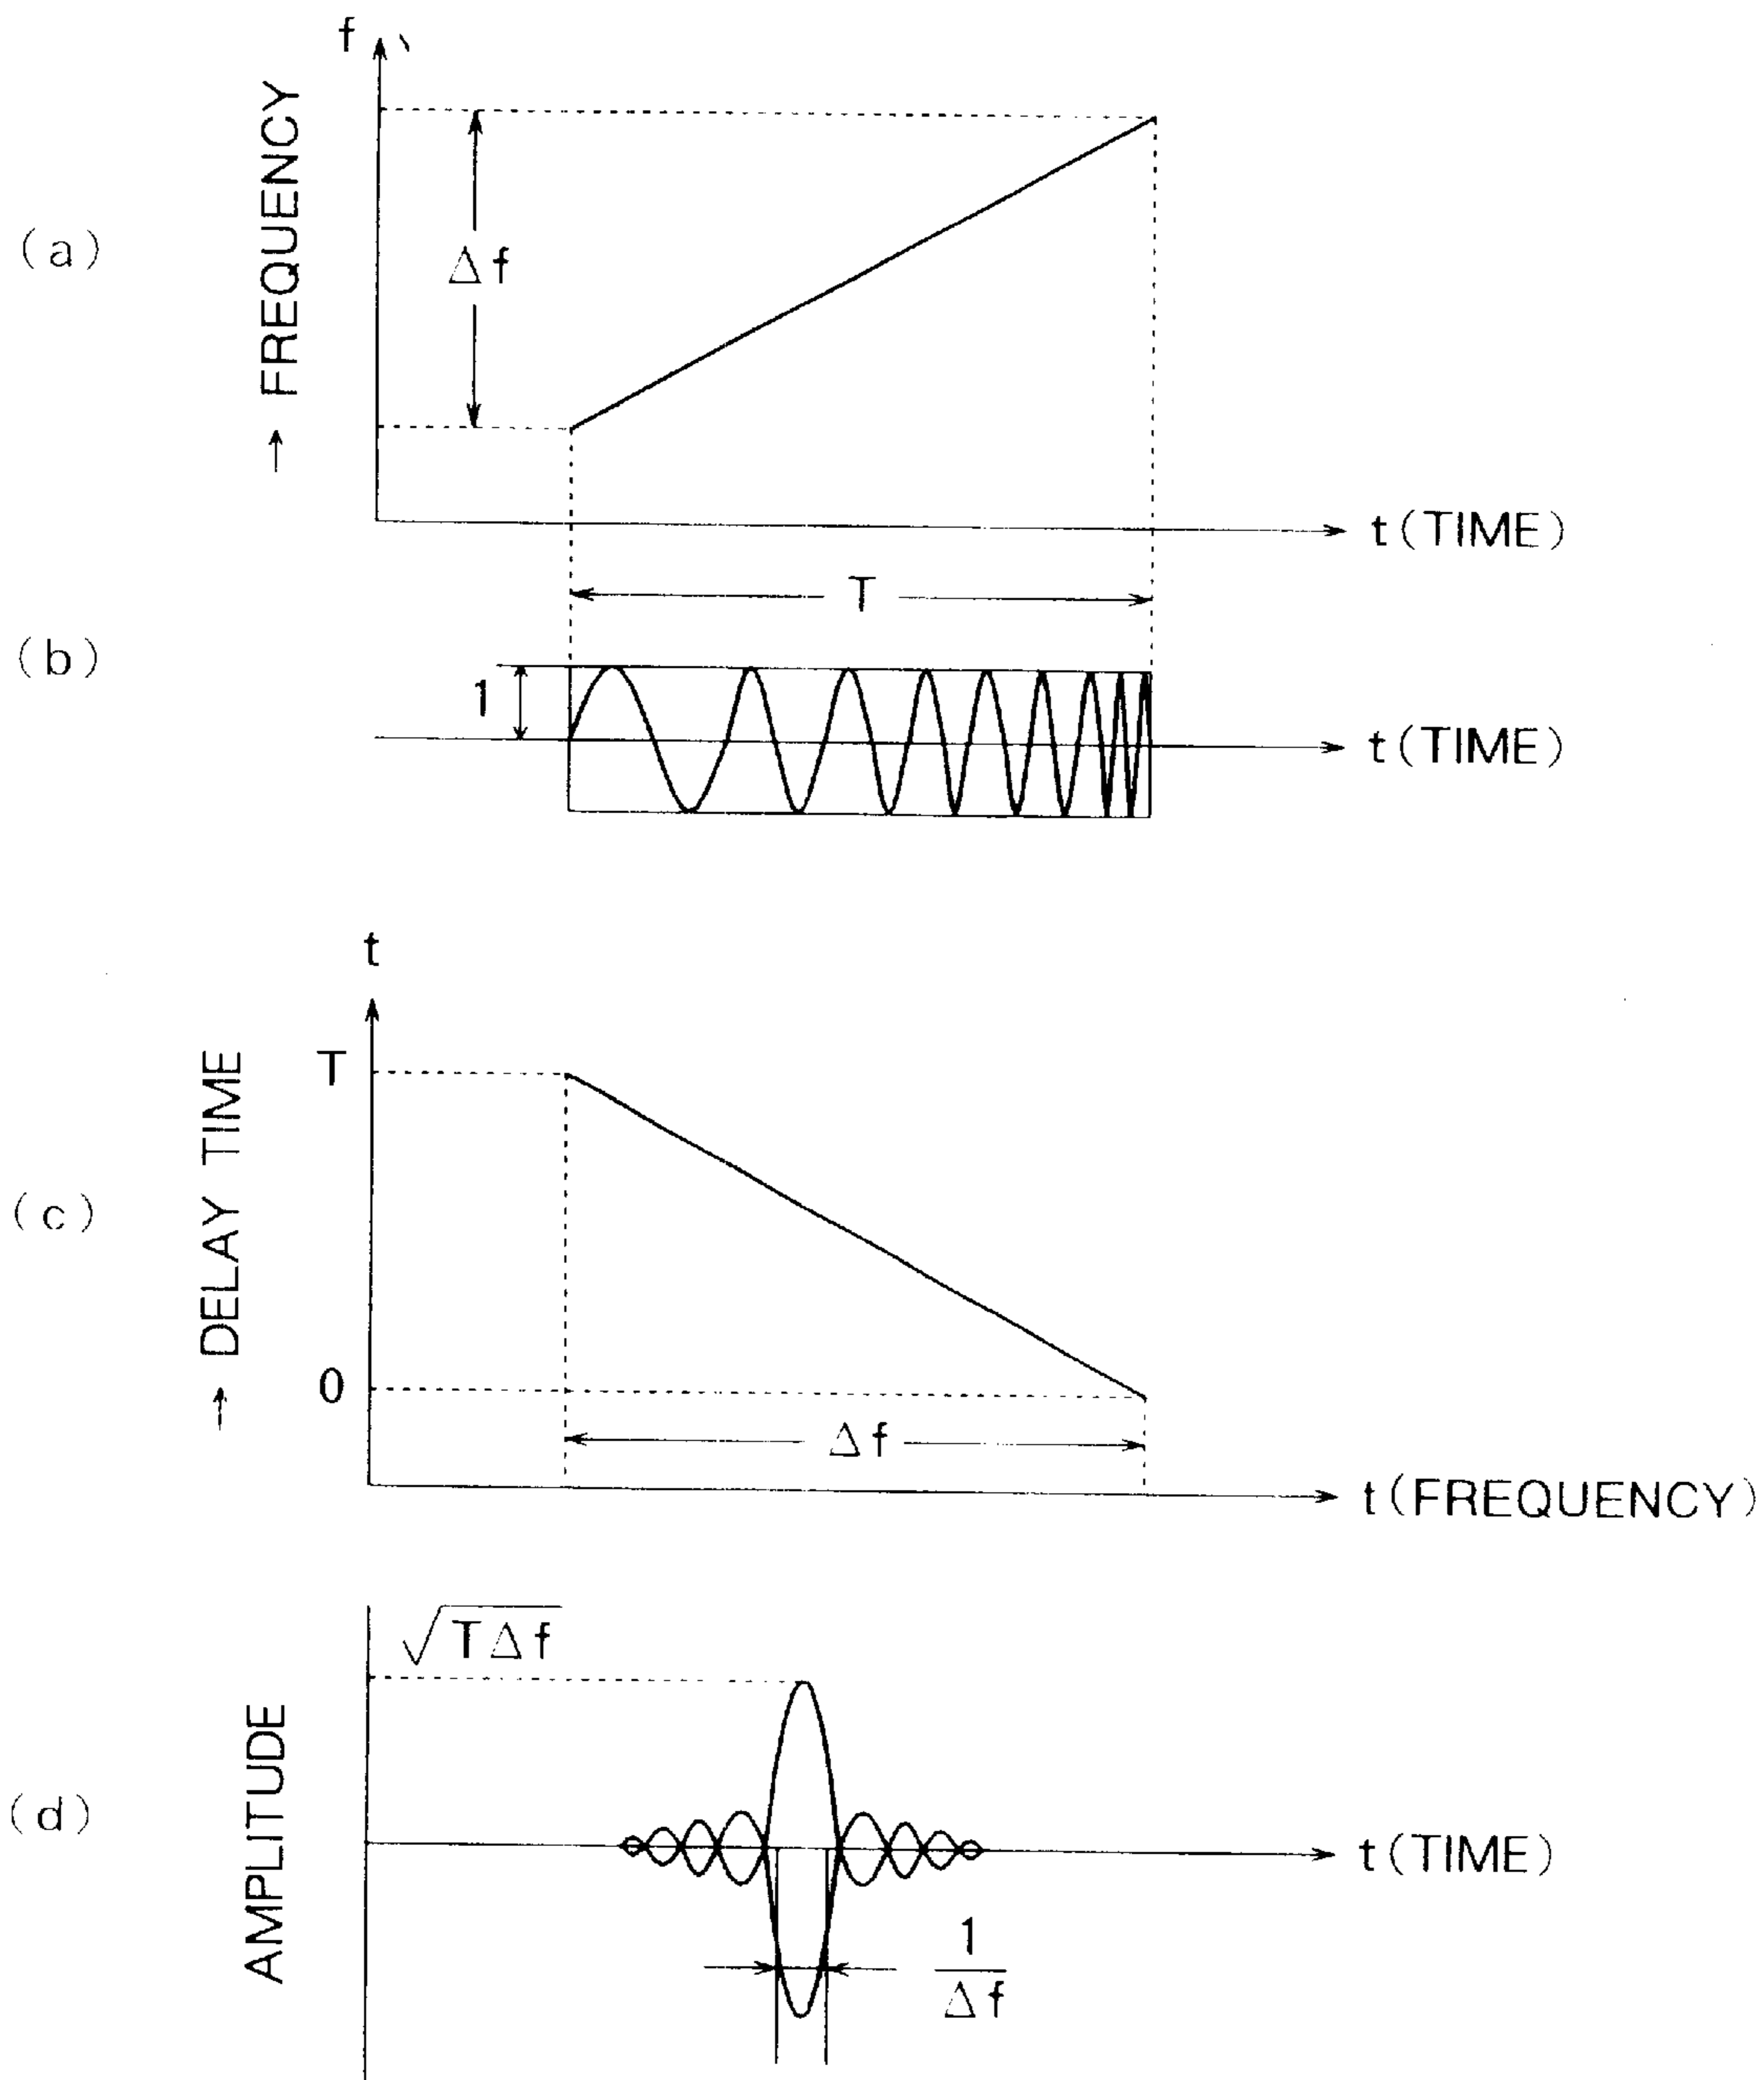 f
→ FREQUENCY
(a)
Δf
t(TIME)
T
(b)
1
t(TIME)
t
→ DELAY TIME
T
(c)
0
Δf
t(FREQUENCY)
√TΔf
AMPLITUDE
(d)
t(TIME)
1
Δf